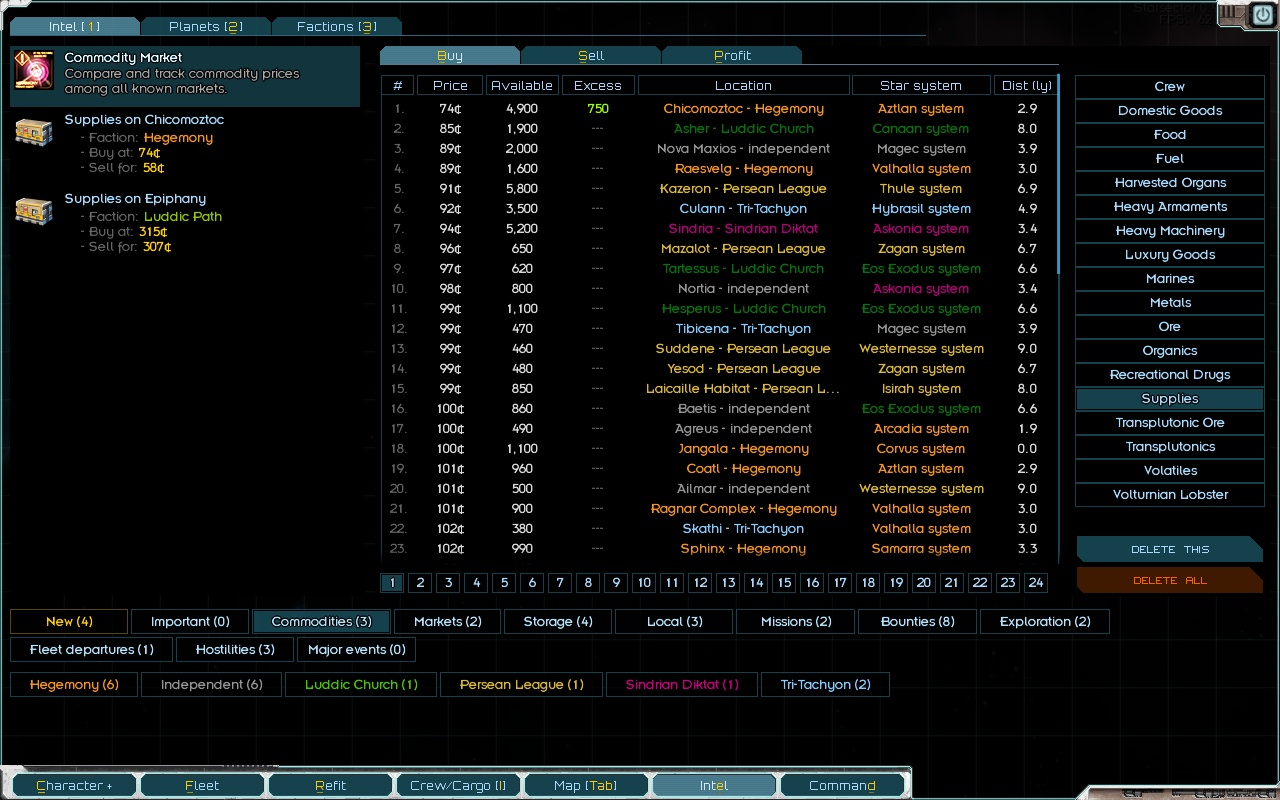 Intel [ 1 ] Planets [2] Factions [3]
Commodity Market
Compare and track commodity prices
among all known markets.
Supplies on Chicomoztoc
- Faction: Hegemony
- Buy at: 74¢
- Sell for: 58¢
Supplies on Epiphany
- Faction: Luddic Path
- Buy at: 315¢
- Sell for: 307¢
Buy Sell Profit
# Price Available Excess Location Star system Dist (ly)
1. 74¢ 4,900 750 Chicomoztoc - Hegemony Aztlan system 2.9
2. 85¢ 1,900 --- Asher - Luddic Church Canaan system 8.0
3. 89¢ 2,000 --- Nova Maxios - independent Magec system 3.9
4. 89¢ 1,600 --- Raesvelg - Hegemony Valhalla system 3.0
5. 91¢ 5,800 --- Kazeron - Persean League Thule system 6.9
6. 92¢ 3,500 --- Culann - Tri-Tachyon Hybrasil system 4.9
7. 94¢ 5,200 --- Sindria - Sindrian Diktat Askonia system 3.4
8. 96¢ 650 --- Mazalot - Persean League Zagan system 6.7
9. 97¢ 620 --- Tartessus - Luddic Church Eos Exodus system 6.6
10. 98¢ 800 --- Nortia - independent Askonia system 3.4
11. 99¢ 1,100 --- Hesperus - Luddic Church Eos Exodus system 6.6
12. 99¢ 470 --- Tibicena - Tri-Tachyon Magec system 3.9
13. 99¢ 460 --- Suddene - Persean League Westernesse system 9.0
14. 99¢ 480 --- Yesod - Persean League Zagan system 6.7
15. 99¢ 850 --- Laicaille Habitat - Persean L... Isirah system 8.0
16. 100¢ 860 --- Baetis - independent Eos Exodus system 6.6
17. 100¢ 490 --- Agreus - independent Arcadia system 1.9
18. 100¢ 1,100 --- Jangala - Hegemony Corvus system 0.0
19. 101¢ 960 --- Coatl - Hegemony Aztlan system 2.9
20. 101¢ 500 --- Ailmar - independent Westernesse system 9.0
21. 101¢ 900 --- Ragnar Complex - Hegemony Valhalla system 3.0
22. 102¢ 380 --- Skathi - Tri-Tachyon Valhalla system 3.0
23. 102¢ 990 --- Sphinx - Hegemony Samarra system 3.3
1 2 3 4 5 6 7 8 9 10 11 12 13 14 15 16 17 18 19 20 21 22 23 24
Crew
Domestic Goods
Food
Fuel
Harvested Organs
Heavy Armaments
Heavy Machinery
Luxury Goods
Marines
Metals
Ore
Organics
Recreational Drugs
Supplies
Transplutonic Ore
Transplutonics
Volatiles
Volturnian Lobster
DELETE THIS
DELETE ALL
New (4) Important (0) Commodities (3) Markets (2) Storage (4) Local (3) Missions (2) Bounties (8) Exploration (2)
Fleet departures (1) Hostilities (3) Major events (0)
Hegemony (6) Independent (6) Luddic Church (1) Persean League (1) Sindrian Diktat (1) Tri-Tachyon (2)
Character + Fleet Refit Crew/Cargo [I] Map [Tab] Intel Command